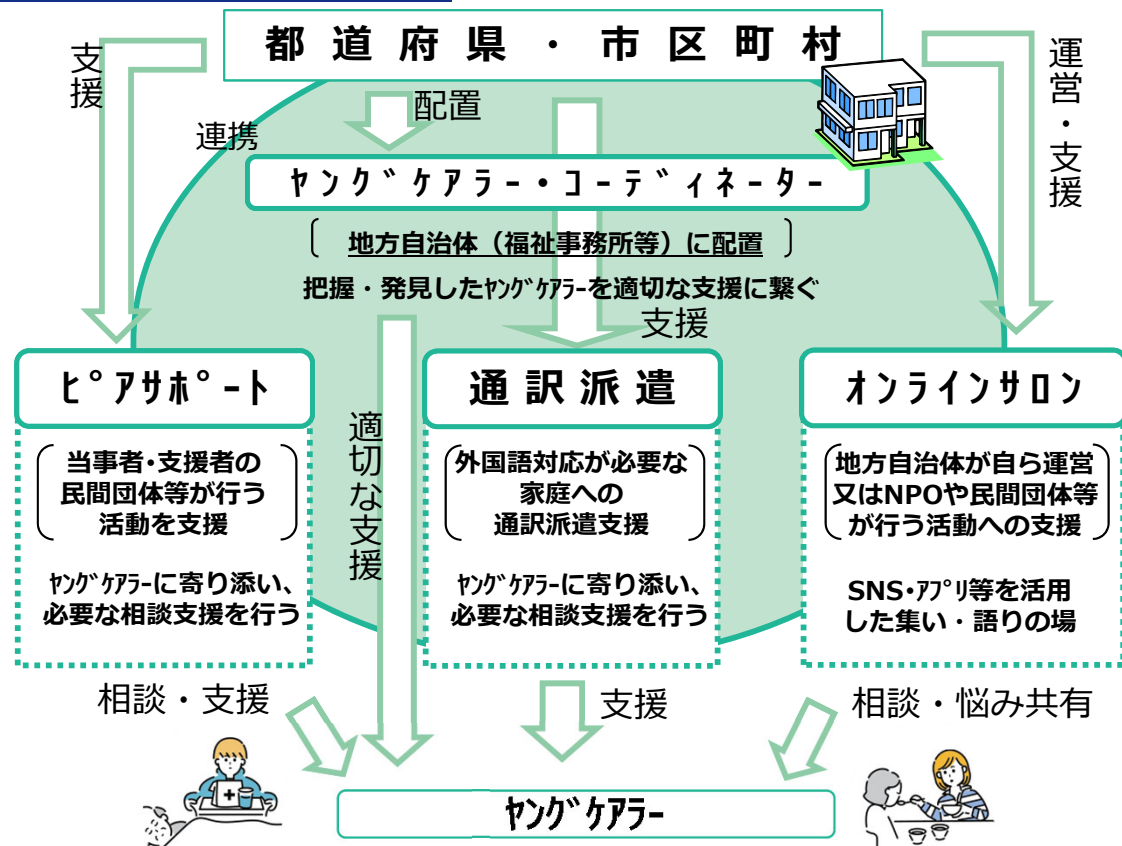 都道府県・市区町村
支援
配置
連携
運営・支援
ﾔﾝｸﾞｹｱﾗｰ・ｺｰﾃﾞｨﾈｰﾀｰ
地方自治体（福祉事務所等）に配置
把握・発見したﾔﾝｸﾞｹｱﾗｰを適切な支援に繋ぐ
支援
ﾋﾟｱｻﾎﾟｰﾄ
当事者・支援者の
民間団体等が行う
活動を支援
ﾔﾝｸﾞｹｱﾗｰに寄り添い、
必要な相談支援を行う
適切な支援
通訳派遣
外国語対応が必要な
家庭への
通訳派遣支援
ﾔﾝｸﾞｹｱﾗｰに寄り添い、
必要な相談支援を行う
オンラインサロン
地方自治体が自ら運営
又はNPOや民間団体等
が行う活動への支援
SNS・ｱﾌﾟﾘ等を活用
した集い・語りの場
相談・支援
支援
相談・悩み共有
ﾔﾝｸﾞｹｱﾗｰ